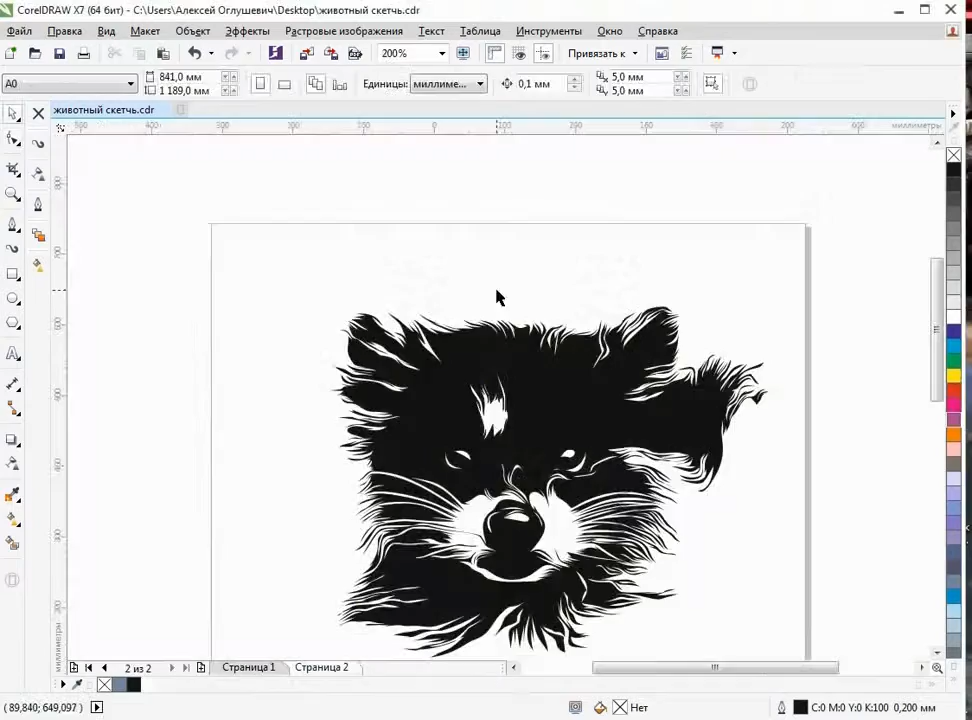 CorelDRAW X7 (64 бит) - C:\Users\Алексей Оглушевич\Desktop\животный скетчь.cdr
Файл Правка Вид Макет Объект Эффекты Растровые изображения Текст Таблица Инструменты Окно Справка
200% Привязать к
A0 841,0 мм 1 189,0 мм Единицы: миллиме... 0,1 мм 5,0 мм 5,0 мм
животный скетчь.cdr
миллиметры
миллиметры
2 из 2 Страница 1 Страница 2
( 89,840; 649,097 ) Нет C:0 M:0 Y:0 K:100 0,200 мм